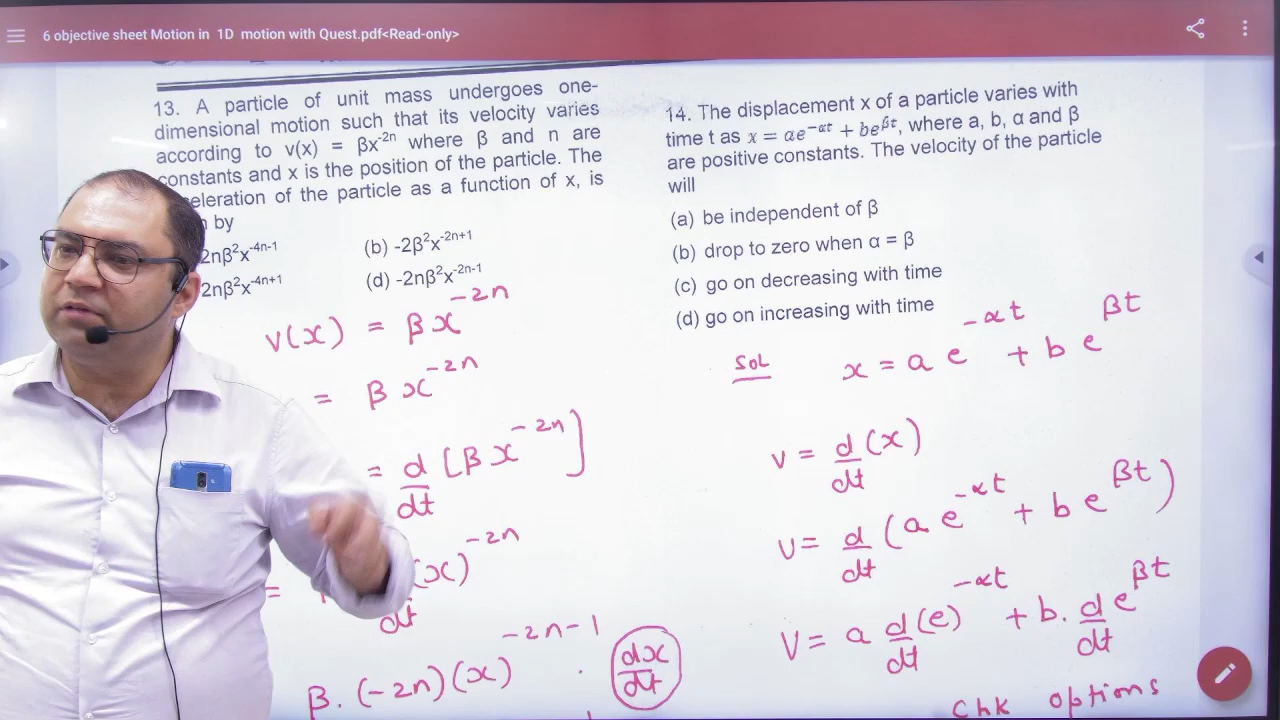 6 objective sheet Motion in 1D motion with Quest.pdf<Read-only>
13. A particle of unit mass undergoes one-
dimensional motion such that its velocity varies
according to v(x) = βx⁻²ⁿ where β and n are
constants and x is the position of the particle. The
eleration of the particle as a function of x, is
by
2nβ²x⁻⁴ⁿ⁻¹
(b) -2β²x⁻²ⁿ⁺¹
2nβ²x⁻⁴ⁿ⁺¹
(d) -2nβ²x⁻²ⁿ⁻¹
v(x) = βx⁻²ⁿ
= βx⁻²ⁿ
= d/dt [βx⁻²ⁿ]
= dt (x)⁻²ⁿ
β.(-2n)(x)⁻²ⁿ⁻¹ . dx/dt
14. The displacement x of a particle varies with
time t as x = ae^(-αt) + be^(βt), where a, b, α and β
are positive constants. The velocity of the particle
will
(a) be independent of β
(b) drop to zero when α = β
(c) go on decreasing with time
(d) go on increasing with time
Sol
x = a e^(-αt) + b e^(βt)
v = d/dt (x)
v = d/dt (a e^(-αt) + b e^(βt))
V = a d/dt (e)^(-αt) + b. d/dt e^(βt)
Chk options